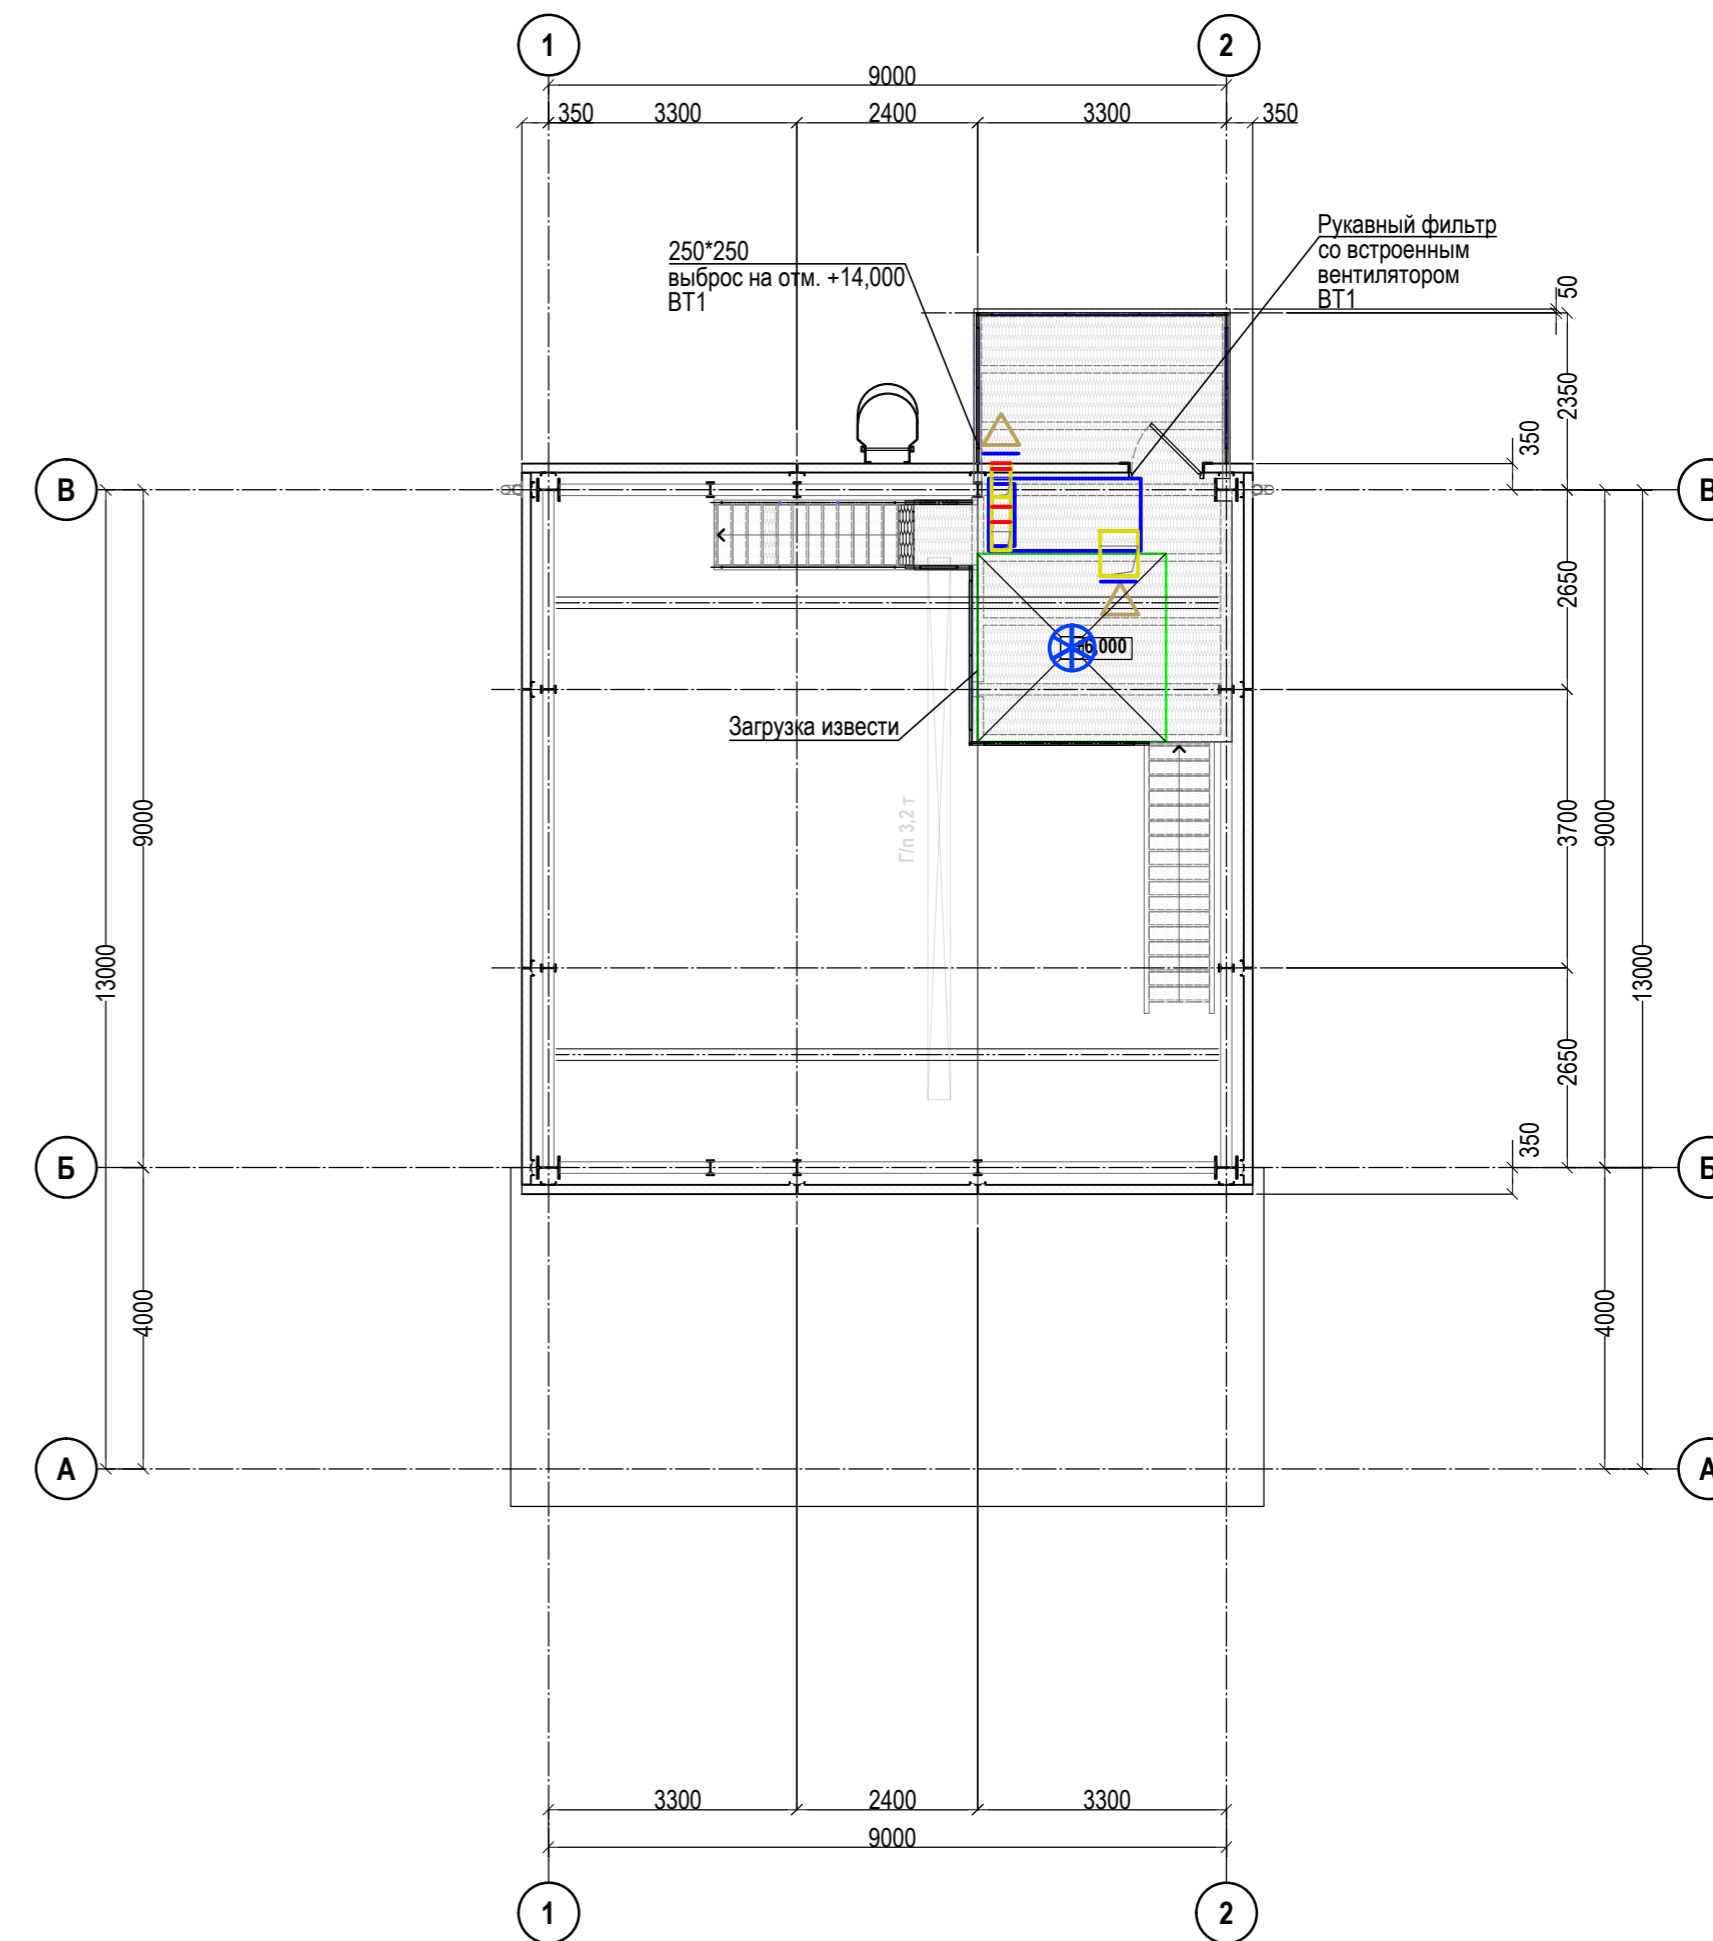 1
2
9000
350
3300
2400
3300
350
250*250
выброс на отм. +14,000
ВТ1
Рукавный фильтр
со встроенным
вентилятором
ВТ1
50
2350
350
В
В
2650
+6,000
Загрузка извести
Г/п 3,2 т
9000
3700
9000
13000
13000
2650
350
Б
Б
4000
4000
А
А
3300
2400
3300
9000
1
2